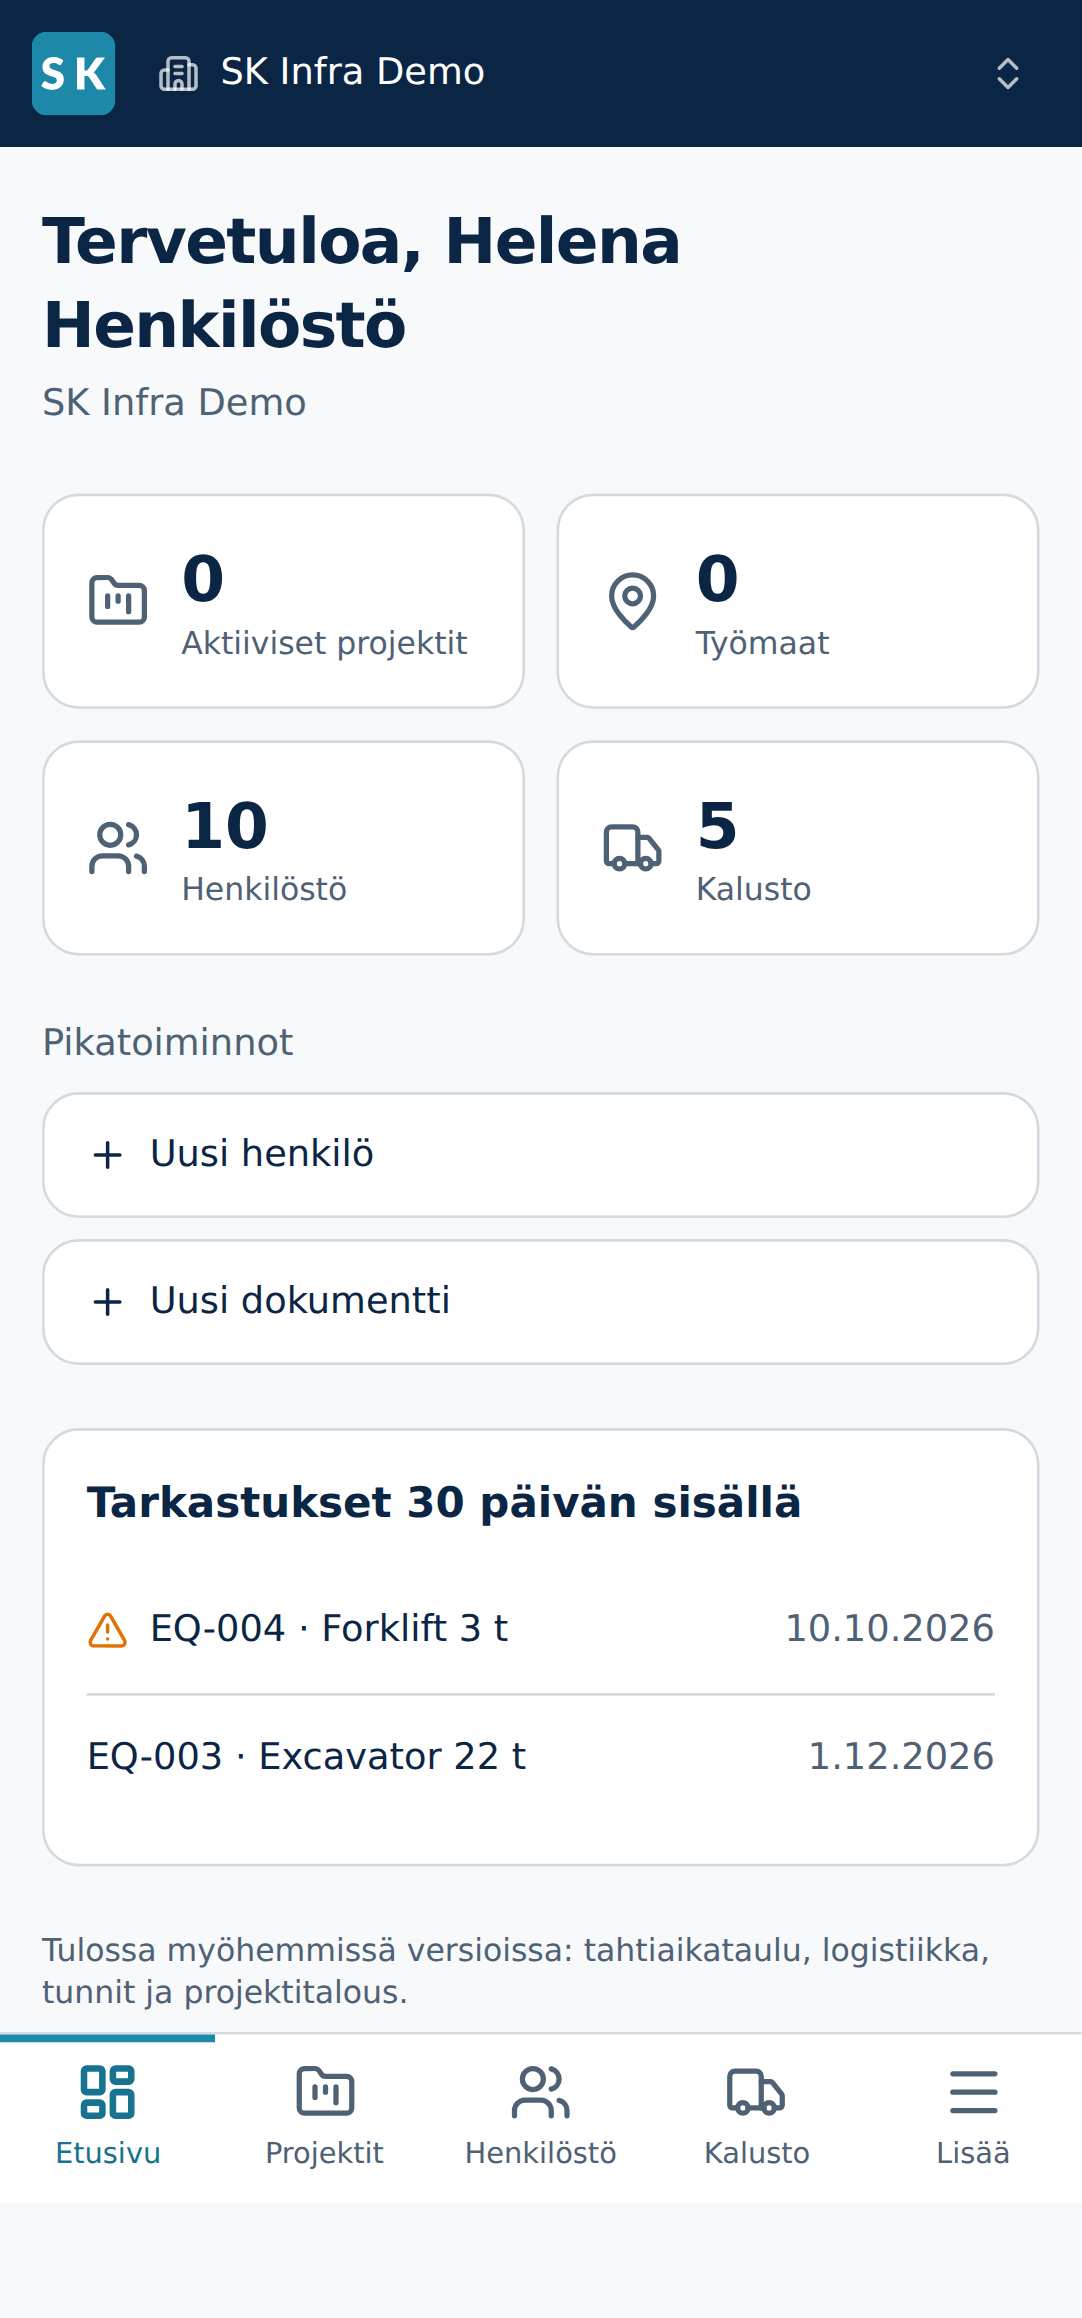 SK
SK Infra Demo
Tervetuloa, Helena
Henkilöstö
SK Infra Demo
0
Aktiiviset projektit
0
Työmaat
10
Henkilöstö
5
Kalusto
Pikatoiminnot
Uusi henkilö
Uusi dokumentti
Tarkastukset 30 päivän sisällä
EQ-004 · Forklift 3 t 10.10.2026
EQ-003 · Excavator 22 t 1.12.2026
Tulossa myöhemmissä versioissa: tahtiaikataulu, logistiikka,
tunnit ja projektitalous.
Etusivu Projektit Henkilöstö Kalusto Lisää